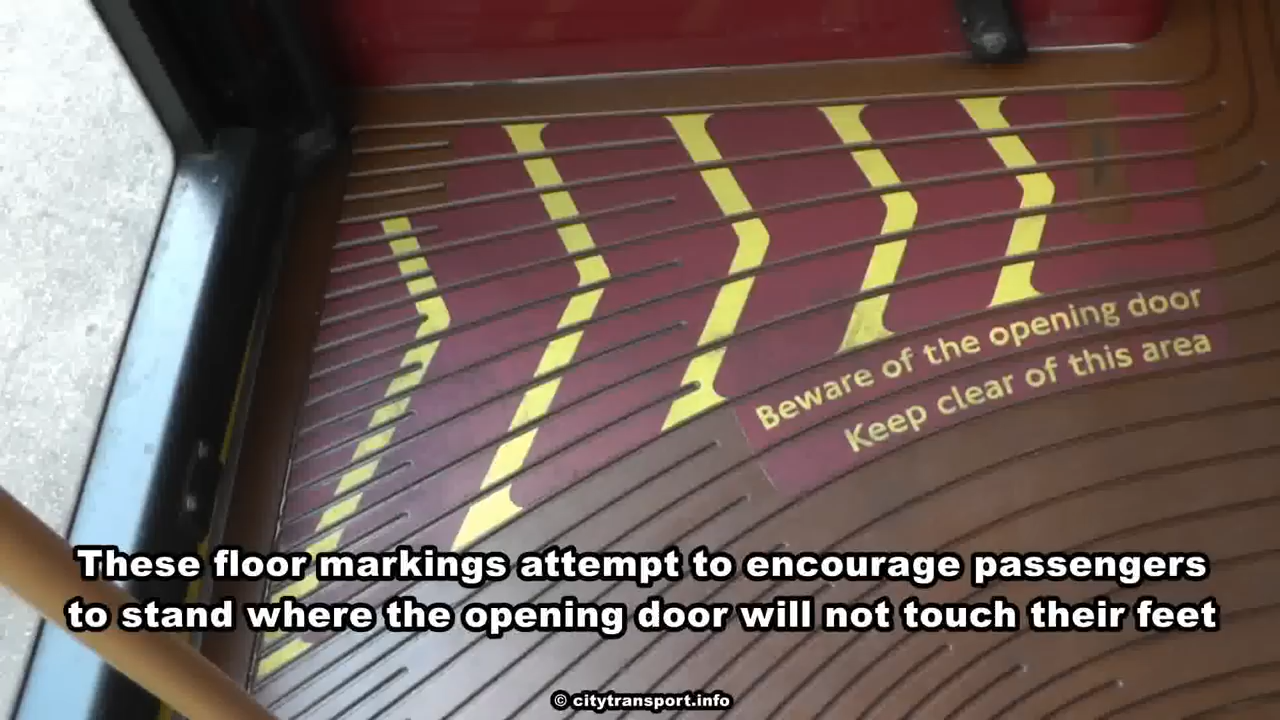 Beware of the opening door
Keep clear of this area
These floor markings attempt to encourage passengers
to stand where the opening door will not touch their feet
© citytransport.info